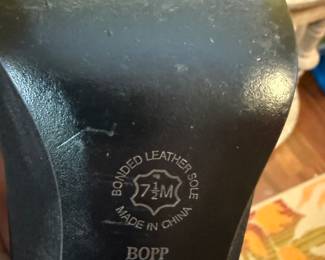 BONDED LEATHER SOLE
7½M
MADE IN CHINA
BOPP